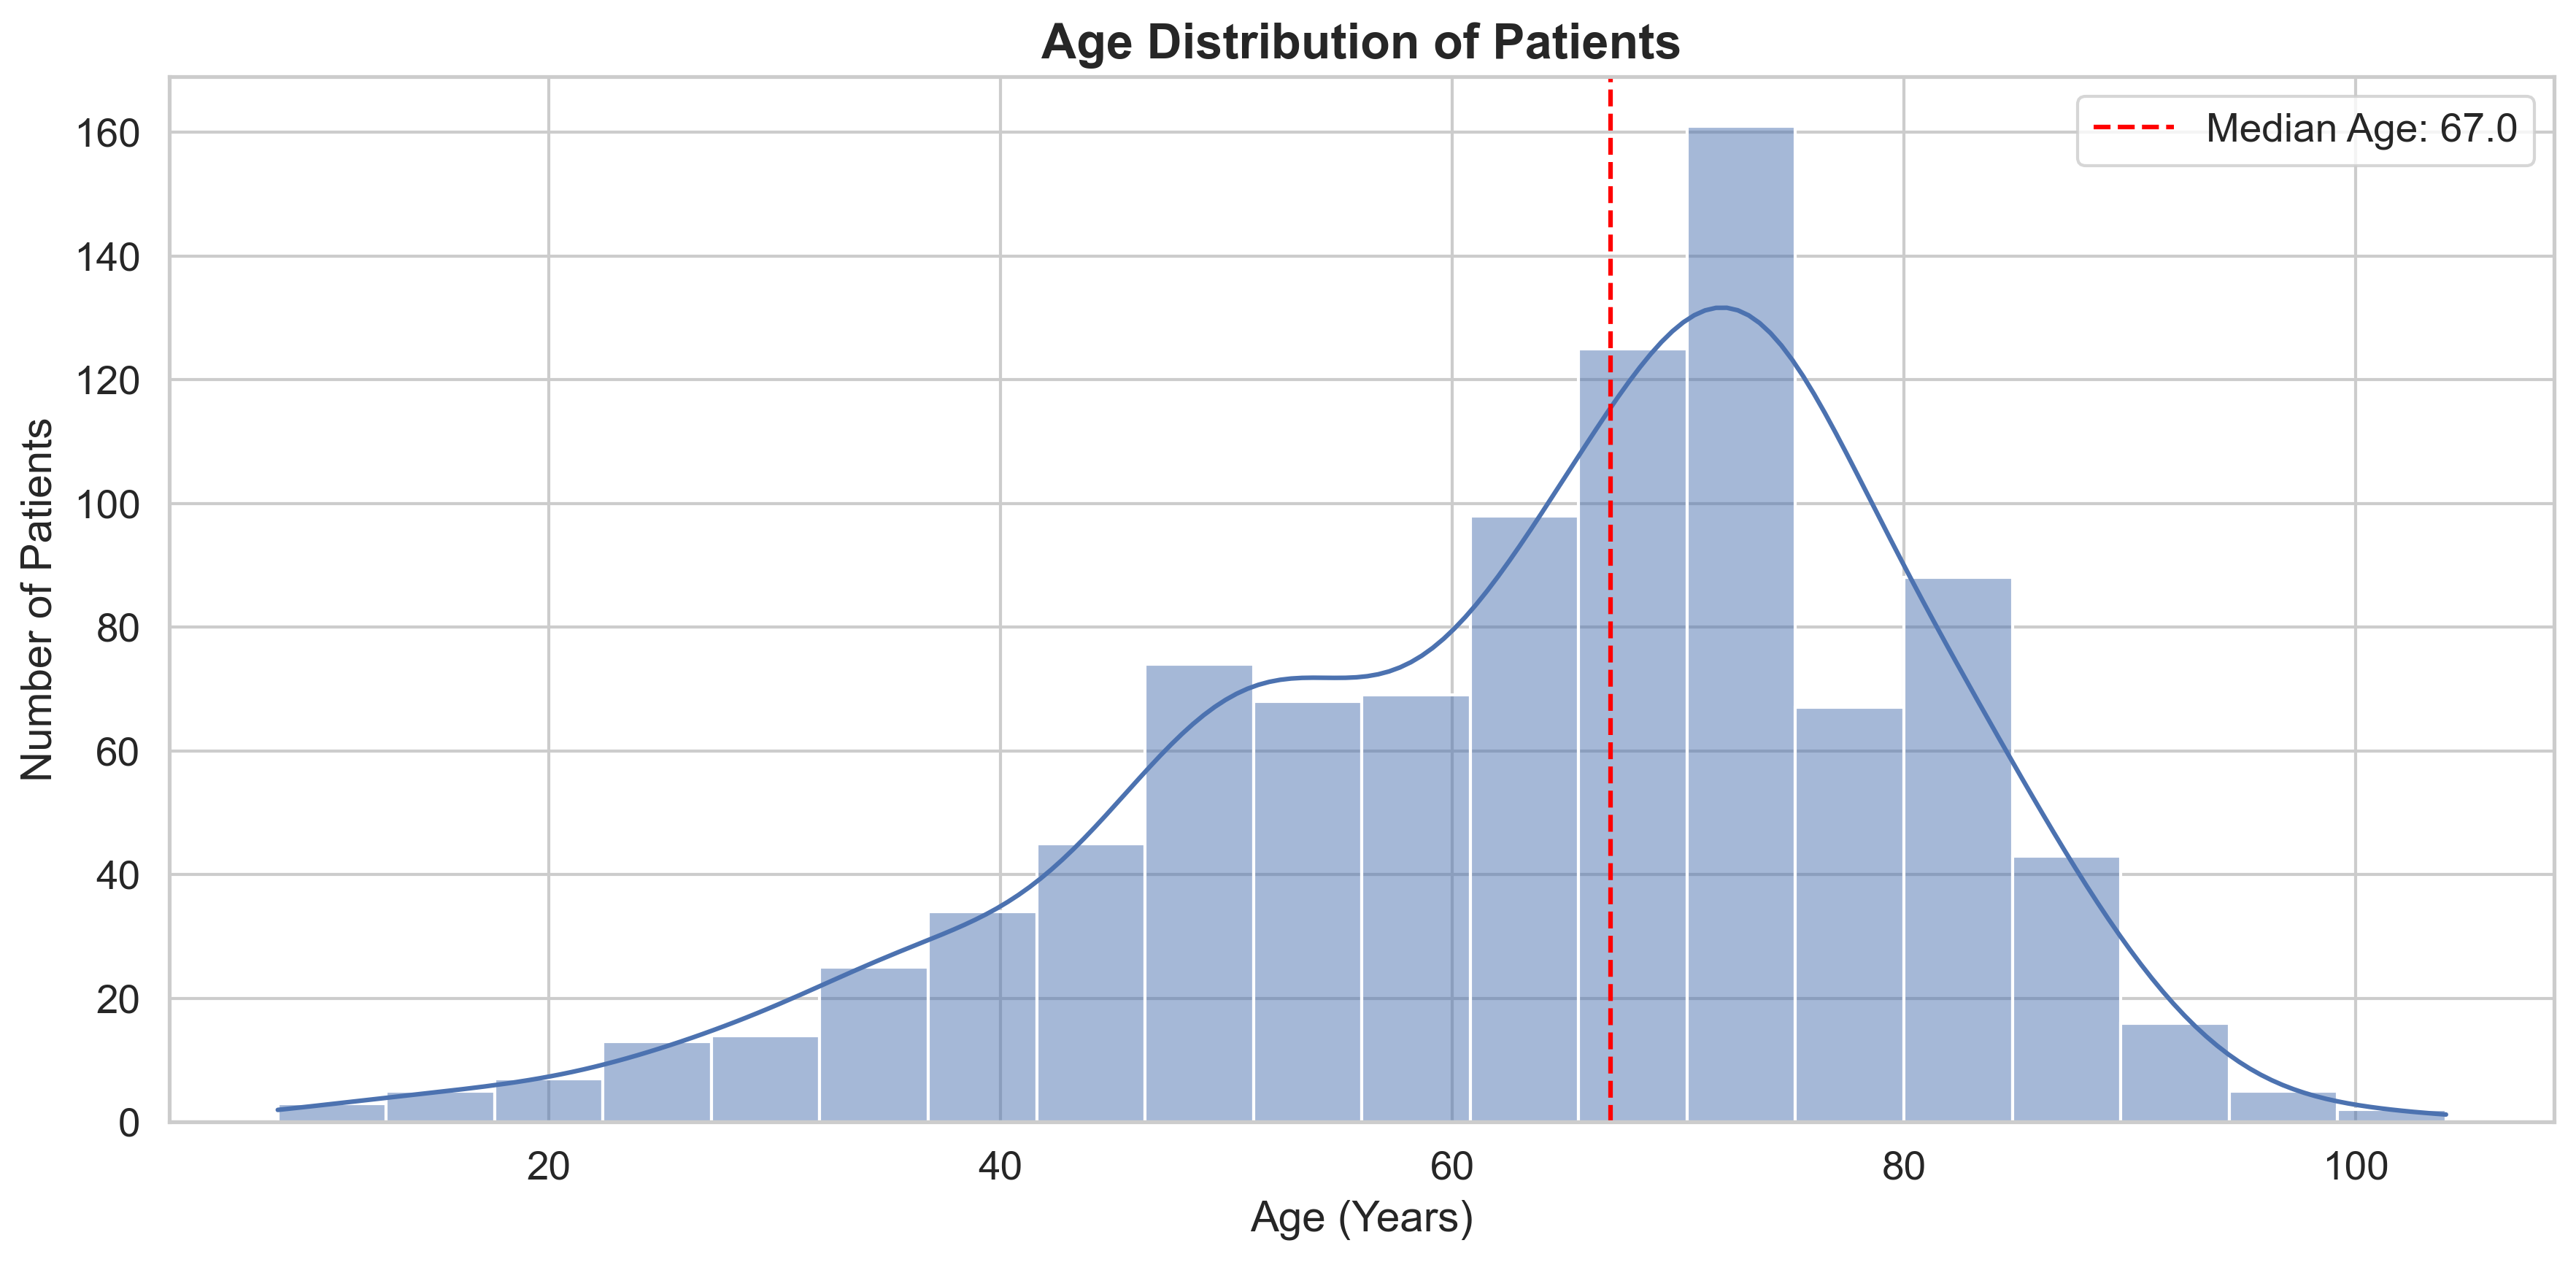 Age Distribution of Patients
Median Age: 67.0
160
140
120
100
80
60
40
20
0
Number of Patients
20 40 60 80 100
Age (Years)